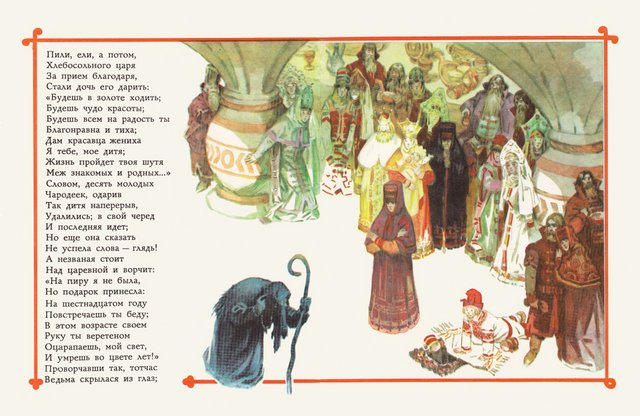 Пили, ели, а потом,
Хлебосольного царя
За прием благодаря,
Стали дочь его дарить:
«Будешь в золоте ходить;
Будешь чудо красоты;
Будешь всем на радость ты
Благонравна и тиха;
Дам красавца жениха
Я тебе, мое дитя;
Жизнь пройдет твоя шутя
Меж знакомых и родных...»
Словом, десять молодых
Чародеек, одарив
Так дитя наперерыв,
Удалились; в свой черед
И последняя идет;
Но еще она сказать
Не успела слова — глядь!
А незваная стоит
Над царевной и ворчит:
«На пиру я не была,
Но подарок принесла:
На шестнадцатом году
Повстречаешь ты беду;
В этом возрасте своем
Руку ты веретеном
Оцарапаешь, мой свет,
И умрешь во цвете лет!»
Проворчавши так, тотчас
Ведьма скрылася из глаз;